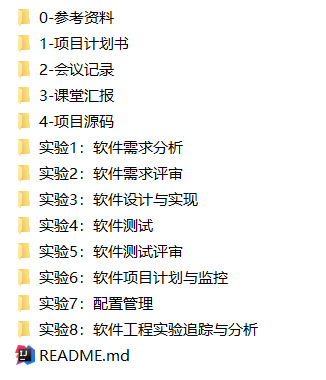 0-参考资料
1-项目计划书
2-会议记录
3-课堂汇报
4-项目源码
实验1：软件需求分析
实验2：软件需求评审
实验3：软件设计与实现
实验4：软件测试
实验5：软件测试评审
实验6：软件项目计划与监控
实验7：配置管理
实验8：软件工程实验追踪与分析
README.md